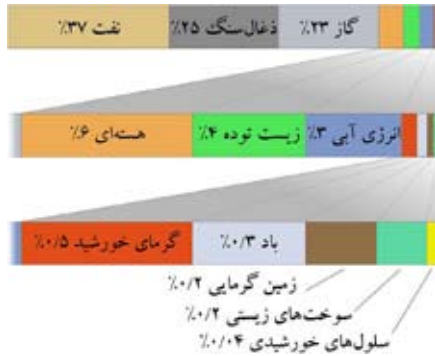 نفت ۳۷٪ ذغال‌سنگ ۲۵٪ گاز ۲۳٪
هسته‌ای ۶٪ زیست توده ۴٪ انرژی آبی ۳٪
گرمای خورشید ۰/۵٪ باد ۰/۳٪
زمین گرمایی ۰/۲٪
سوخت‌های زیستی ۰/۲٪
سلول‌های خورشیدی ۰/۰۴٪